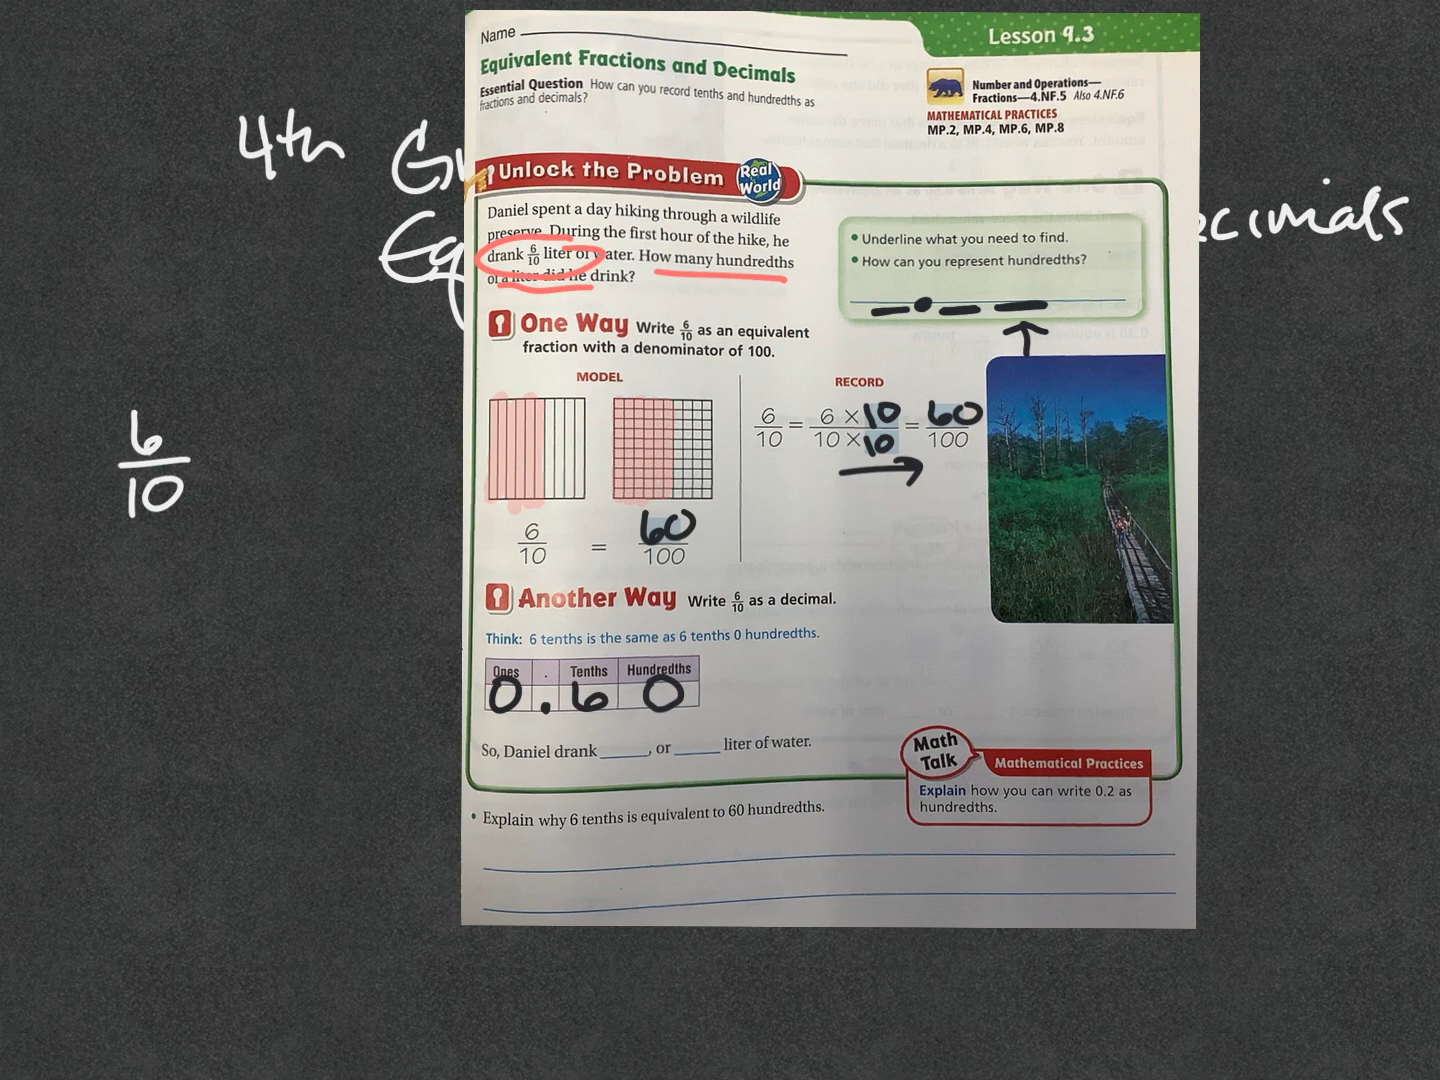 4th
ecimals
6
10
Name
Lesson 9.3
Equivalent Fractions and Decimals
Essential Question How can you record tenths and hundredths as
fractions and decimals?
Number and Operations—
Fractions—4.NF.5 Also 4.NF.6
MATHEMATICAL PRACTICES
MP.2, MP.4, MP.6, MP.8
Unlock the Problem
Real
World
Daniel spent a day hiking through a wildlife
preserve. During the first hour of the hike, he
drank 6/10 liter of water. How many hundredths
of a liter did he drink?
• Underline what you need to find.
• How can you represent hundredths?
One Way Write 6/10 as an equivalent
fraction with a denominator of 100.
MODEL
RECORD
6/10 = 6 × 10 / 10 × 10 = 60/100
6/10 = 60/100
Another Way Write 6/10 as a decimal.
Think: 6 tenths is the same as 6 tenths 0 hundredths.
Ones . Tenths Hundredths
0 . 6 0
So, Daniel drank _____, or _____ liter of water.
Math
Talk
Mathematical Practices
Explain how you can write 0.2 as
hundredths.
• Explain why 6 tenths is equivalent to 60 hundredths.